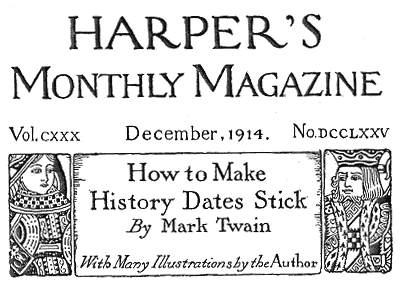 HARPER'S
MONTHLY MAGAZINE
Vol. CXXX December, 1914. No. DCCLXXV
How to Make
History Dates Stick
By Mark Twain
With Many Illustrations by the Author